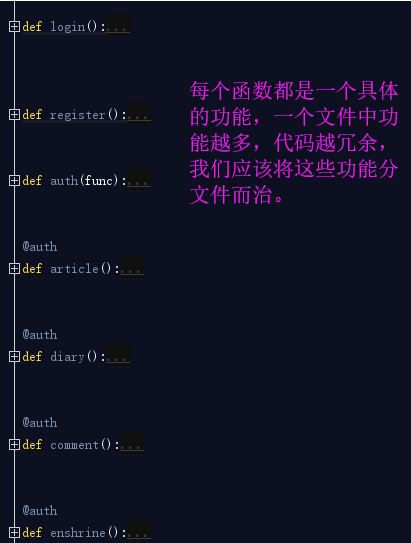 def login():...
每个函数都是一个具体
的功能，一个文件中功
能越多，代码越冗余，
我们应该将这些功能分
文件而治。
def register():...
def auth(func):...
@auth
def article():...
@auth
def diary():...
@auth
def comment():...
@auth
def enshrine():...